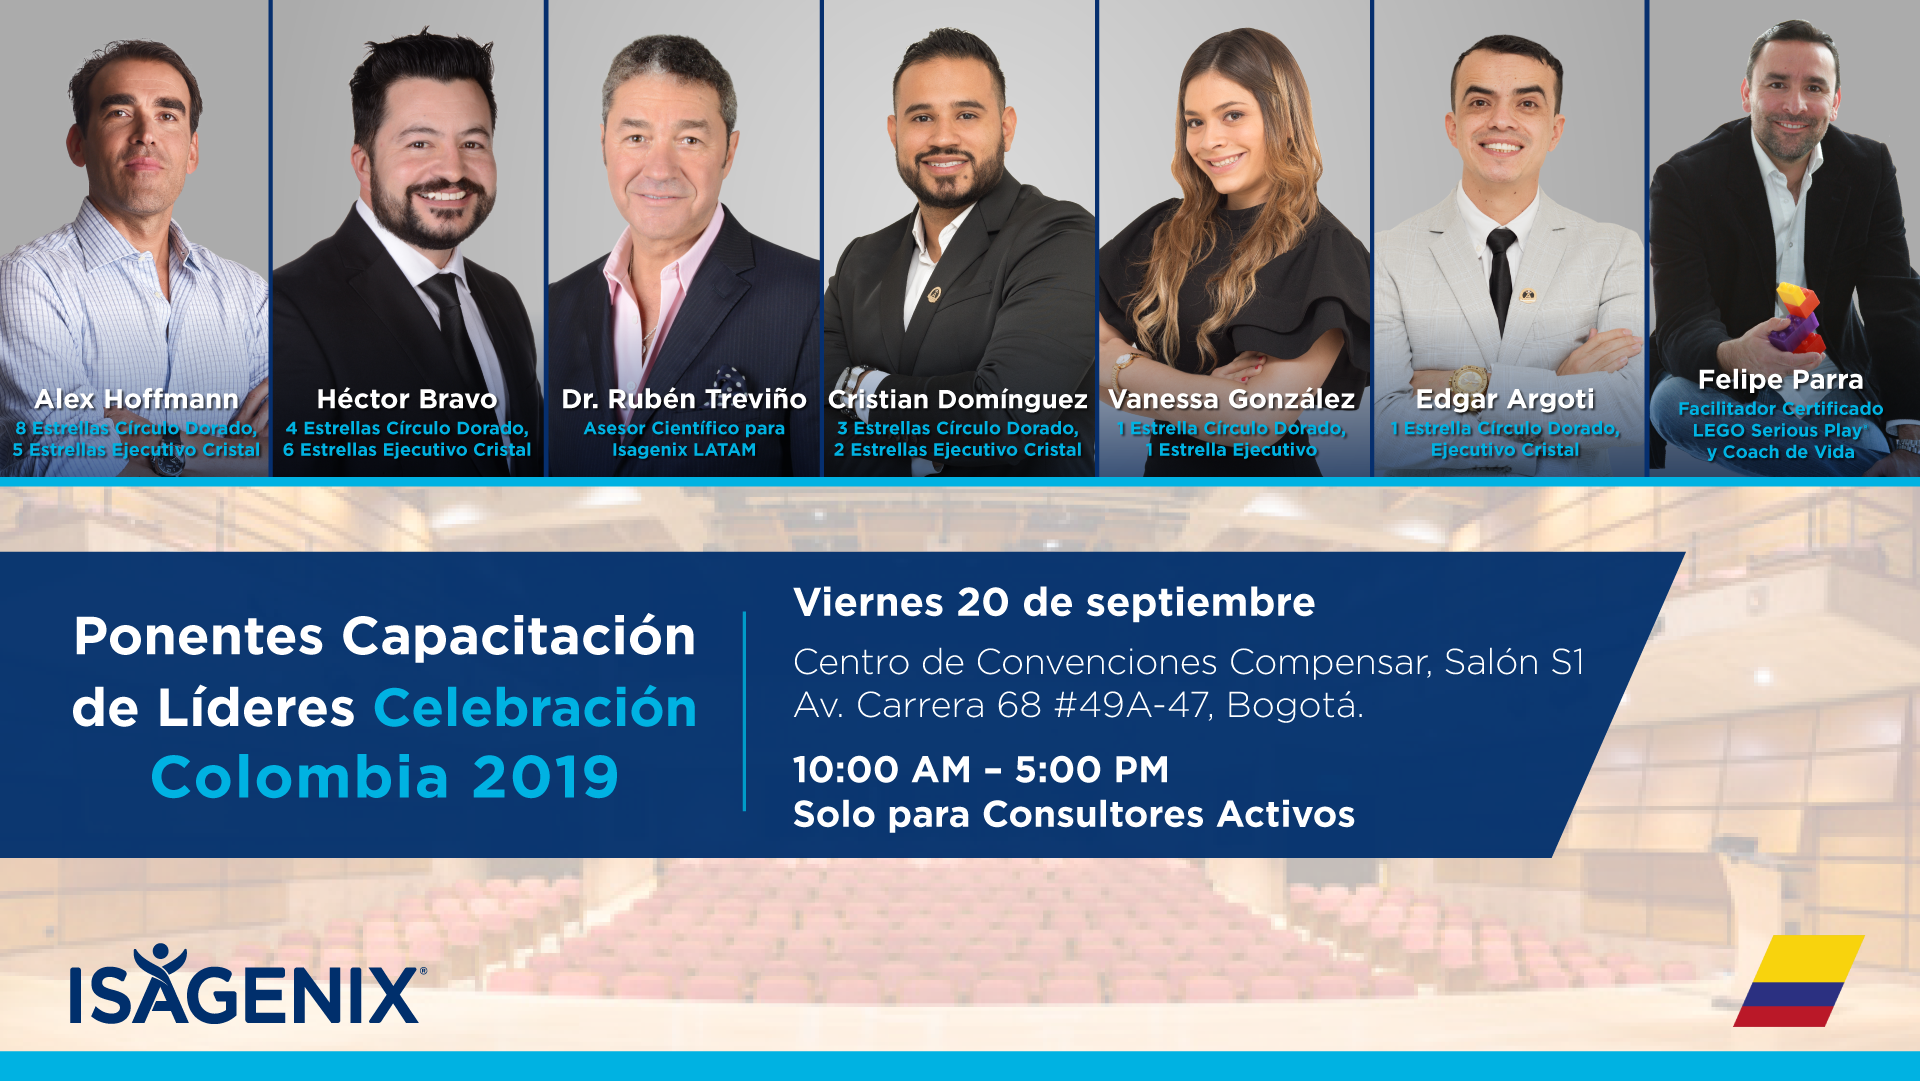 Alex Hoffmann
8 Estrellas Círculo Dorado,
5 Estrellas Ejecutivo Cristal
Héctor Bravo
4 Estrellas Círculo Dorado,
6 Estrellas Ejecutivo Cristal
Dr. Rubén Treviño
Asesor Científico para
Isagenix LATAM
Cristian Domínguez
3 Estrellas Círculo Dorado,
2 Estrellas Ejecutivo Cristal
Vanessa González
1 Estrella Círculo Dorado,
1 Estrella Ejecutivo
Edgar Argoti
1 Estrella Círculo Dorado,
Ejecutivo Cristal
Felipe Parra
Facilitador Certificado
LEGO Serious Play®
y Coach de Vida
Ponentes Capacitación
de Líderes Celebración
Colombia 2019
Viernes 20 de septiembre
Centro de Convenciones Compensar, Salón S1
Av. Carrera 68 #49A-47, Bogotá.
10:00 AM – 5:00 PM
Solo para Consultores Activos
ISAGENIX®